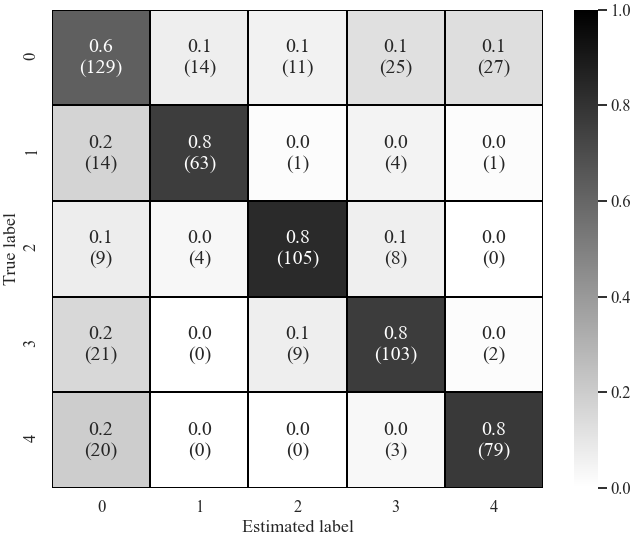 0.6 0.1 0.1 0.1 0.1 1.0
(129) (14) (11) (25) (27)
0
0.8
0.2 0.8 0.0 0.0 0.0
(14) (63) (1) (4) (1)
1
0.6
0.1 0.0 0.8 0.1 0.0
(9) (4) (105) (8) (0)
2
True label
0.4
0.2 0.0 0.1 0.8 0.0
(21) (0) (9) (103) (2)
3
0.2
0.2 0.0 0.0 0.0 0.8
(20) (0) (0) (3) (79)
4
0.0
0 1 2 3 4
Estimated label